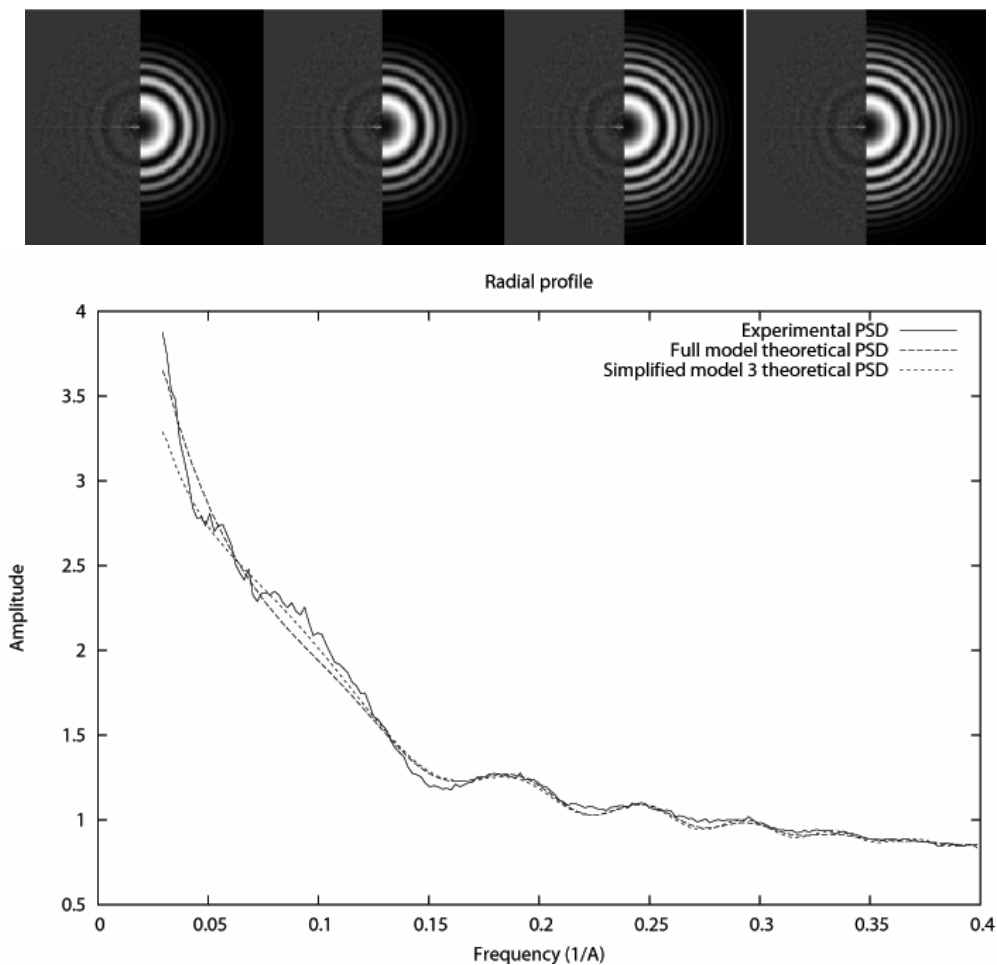 Radial profile
4
3.5
3
2.5
2
1.5
1
0.5
0
0.05
0.1
0.15
0.2
0.25
0.3
0.35
0.4
Experimental PSD
Full model theoretical PSD
Simplified model 3 theoretical PSD
Amplitude
Frequency (1/A)